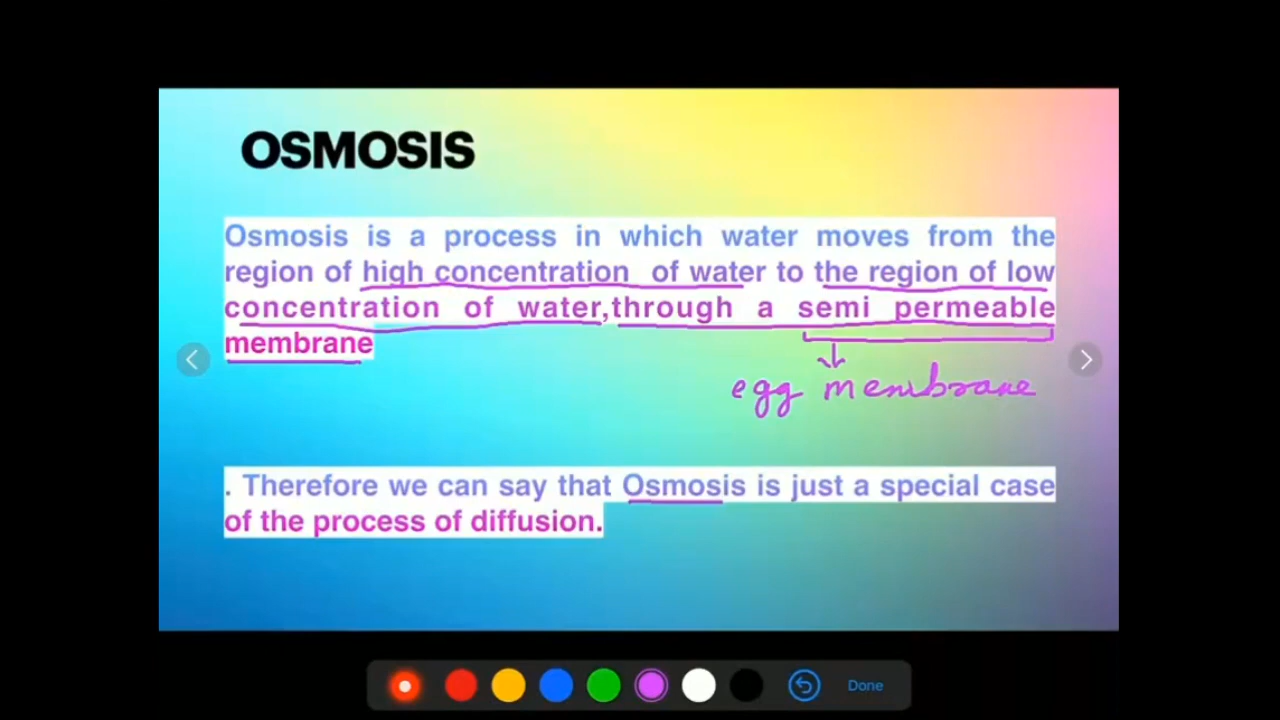 OSMOSIS
Osmosis is a process in which water moves from the
region of high concentration of water to the region of low
concentration of water,through a semi permeable
membrane
egg membrane
. Therefore we can say that Osmosis is just a special case
of the process of diffusion.
Done